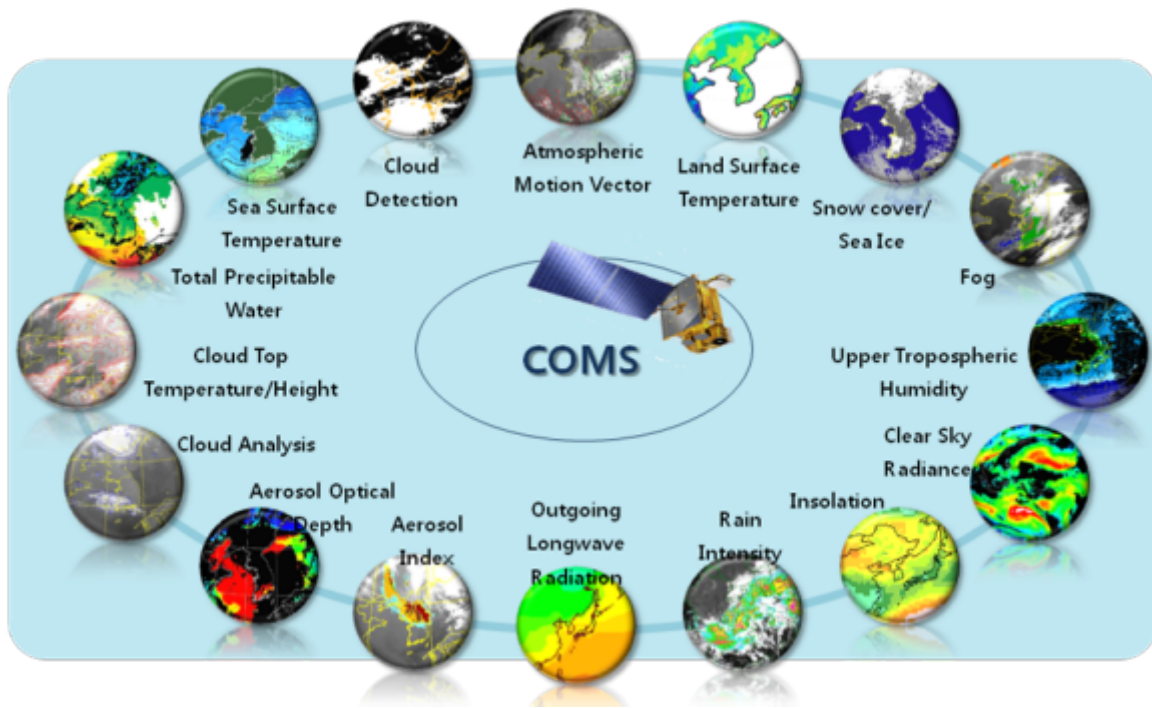 Cloud
Detection
Atmospheric
Motion Vector
Land Surface
Temperature
Sea Surface
Temperature
Snow cover/
Sea Ice
Total Precipitable
Water
Fog
COMS
Cloud Top
Temperature/Height
Upper Tropospheric
Humidity
Cloud Analysis
Clear Sky
Radiance
Aerosol Optical
Depth
Aerosol
Index
Outgoing
Longwave
Radiation
Rain
Intensity
Insolation